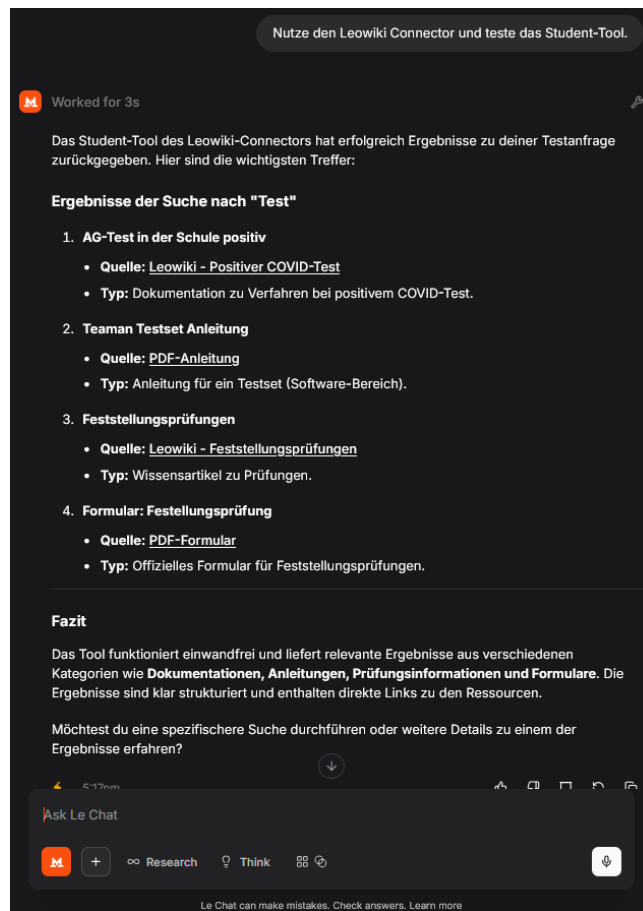 Nutze den Leowiki Connector und teste das Student-Tool.
Worked for 3s
Das Student-Tool des Leowiki-Connectors hat erfolgreich Ergebnisse zu deiner Testanfrage
zurückgegeben. Hier sind die wichtigsten Treffer:
Ergebnisse der Suche nach "Test"
1. AG-Test in der Schule positiv
• Quelle: Leowiki - Positiver COVID-Test
• Typ: Dokumentation zu Verfahren bei positivem COVID-Test.
2. Teaman Testset Anleitung
• Quelle: PDF-Anleitung
• Typ: Anleitung für ein Testset (Software-Bereich).
3. Feststellungsprüfungen
• Quelle: Leowiki - Feststellungsprüfungen
• Typ: Wissensartikel zu Prüfungen.
4. Formular: Festellungsprüfung
• Quelle: PDF-Formular
• Typ: Offizielles Formular für Feststellungsprüfungen.
Fazit
Das Tool funktioniert einwandfrei und liefert relevante Ergebnisse aus verschiedenen
Kategorien wie Dokumentationen, Anleitungen, Prüfungsinformationen und Formulare. Die
Ergebnisse sind klar strukturiert und enthalten direkte Links zu den Ressourcen.
Möchtest du eine spezifischere Suche durchführen oder weitere Details zu einem der
Ergebnisse erfahren?
5:17pm
Ask Le Chat
Research Think
Le Chat can make mistakes. Check answers. Learn more